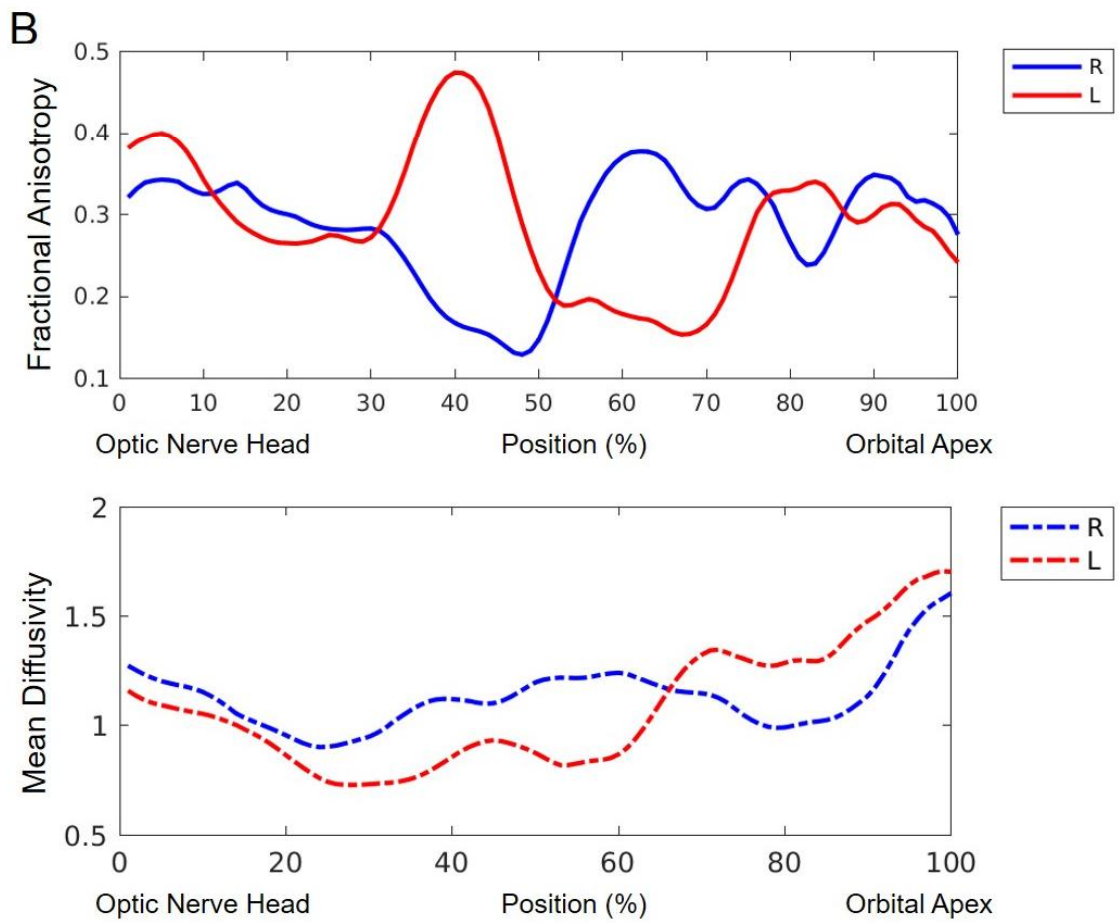 B
Fractional Anisotropy
0.5
0.4
0.3
0.2
0.1
0 10 20 30 40 50 60 70 80 90 100
Optic Nerve Head Position (%) Orbital Apex
R
L
Mean Diffusivity
2
1.5
1
0.5
0 20 40 60 80 100
Optic Nerve Head Position (%) Orbital Apex
R
L